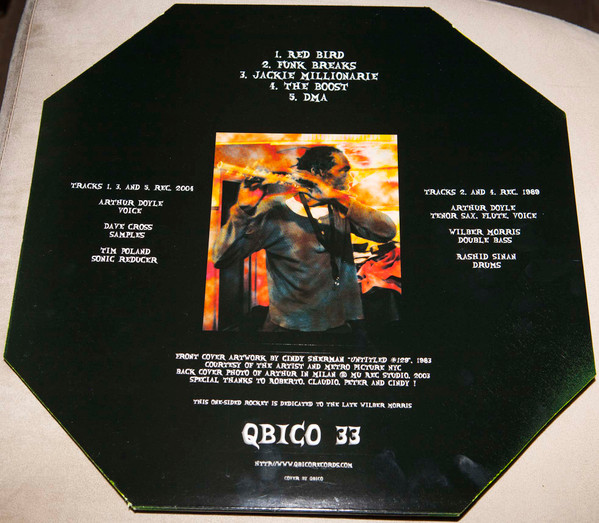 1. RED BIRD
2. FUNK BREAKS
3. JACKIE MILLIONARIE
4. THE BOOST
5. DMA
TRACKS 1, 3, AND 5, REC. 2004
ARTHUR DOYLE
VOICE
DAVE CROSS
SAMPLES
TIM POLAND
SONIC REDUCER
TRACKS 2, AND 4, REC. 1989
ARTHUR DOYLE
TENOR SAX, FLUTE, VOICE
WILBER MORRIS
DOUBLE BASS
RASHID SINAN
DRUMS
FRONT COVER ARTWORK BY CINDY SHERMAN "UNTITLED #129", 1983
COURTESY OF THE ARTIST AND METRO PICTURE NYC
BACK COVER PHOTO OF ARTHUR IN MILAN @ MU REC STUDIO, 2003
SPECIAL THANKS TO ROBERTO, CLAUDIO, PETER AND CINDY !
THIS ONE-SIDED ROCKET IS DEDICATED TO THE LATE WILBER MORRIS
QBICO 33
HTTP://WWW.QBICORECORDS.COM
COVER BY QBICO